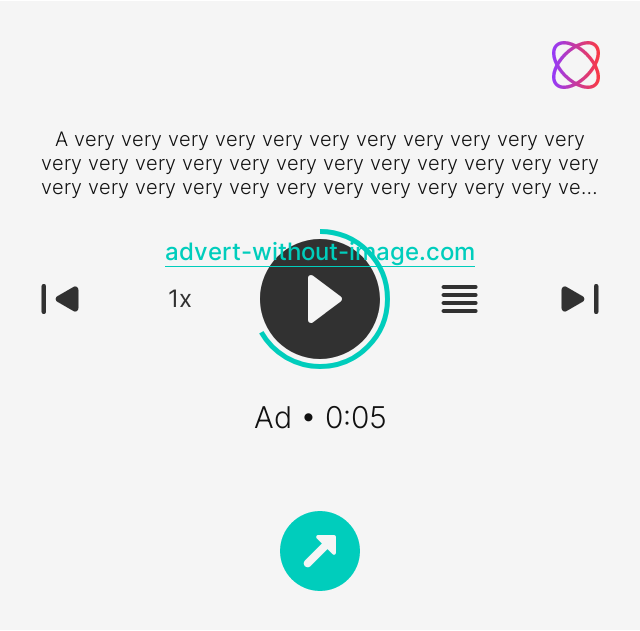 A very very very very very very very very very very very
very very very very very very very very very very very very
very very very very very very very very very very very ve...
advert-without-image.com
1x
Ad • 0:05